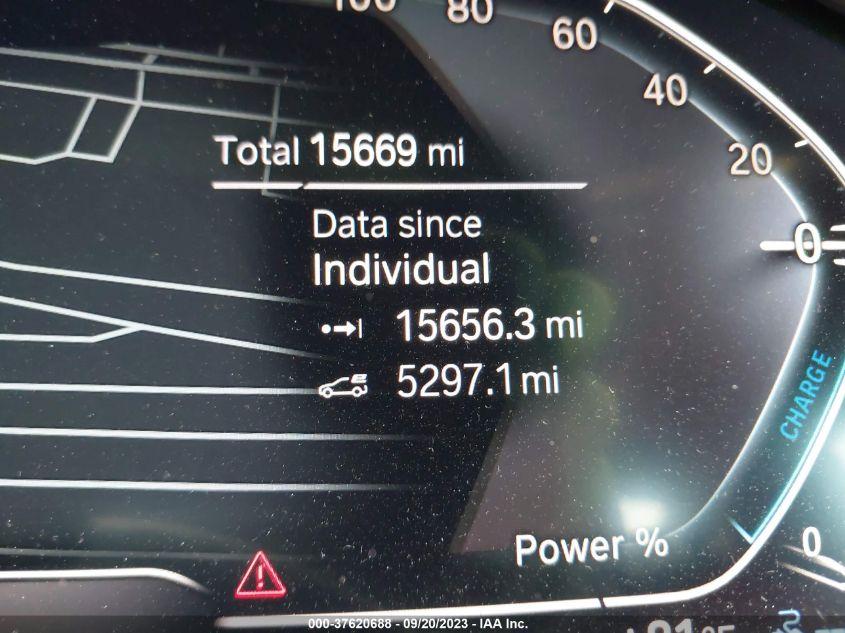 100
80
60
40
20
0
Total 15669 mi
Data since
Individual
15656.3 mi
5297.1 mi
CHARGE
Power %
0
000-37620688 - 09/20/2023 - IAA Inc.